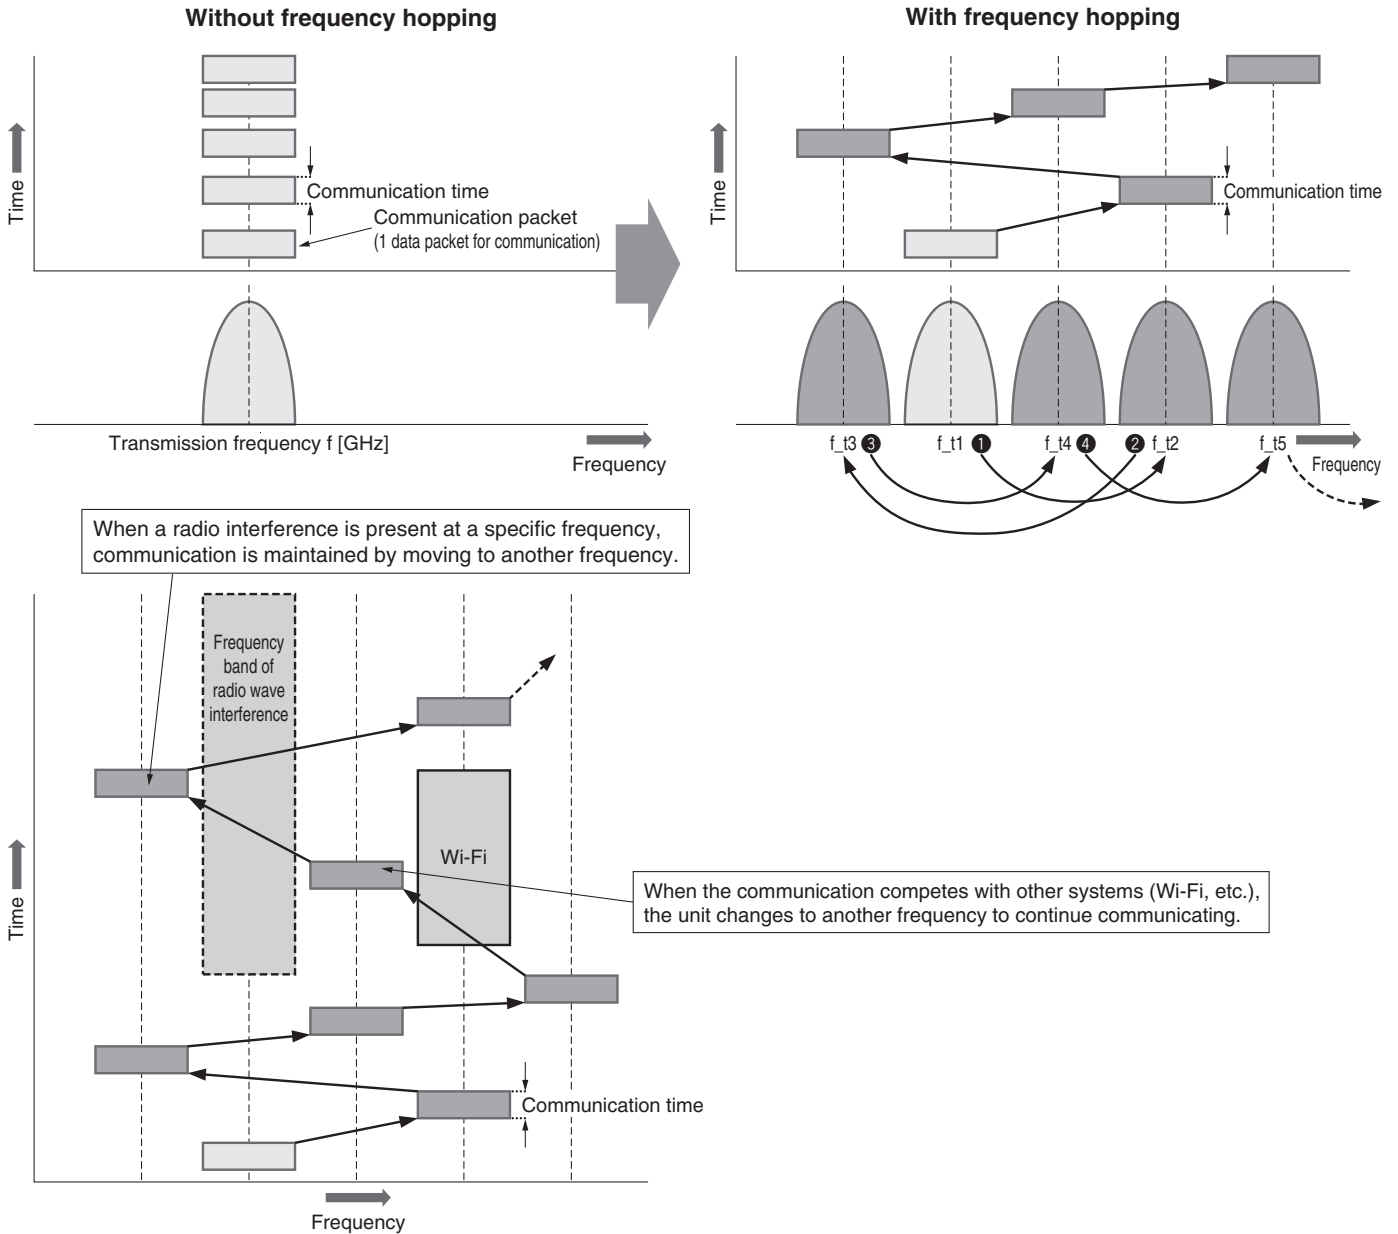 Without frequency hopping
Time
Communication time
Communication packet
(1 data packet for communication)
Transmission frequency f [GHz]
Frequency
With frequency hopping
Time
Communication time
f_t3 ❸ f_t1 ❶ f_t4 ❹ ❷ f_t2 f_t5
Frequency
When a radio interference is present at a specific frequency,
communication is maintained by moving to another frequency.
Frequency
band of
radio wave
interference
Wi-Fi
When the communication competes with other systems (Wi-Fi, etc.),
the unit changes to another frequency to continue communicating.
Time
Communication time
Frequency